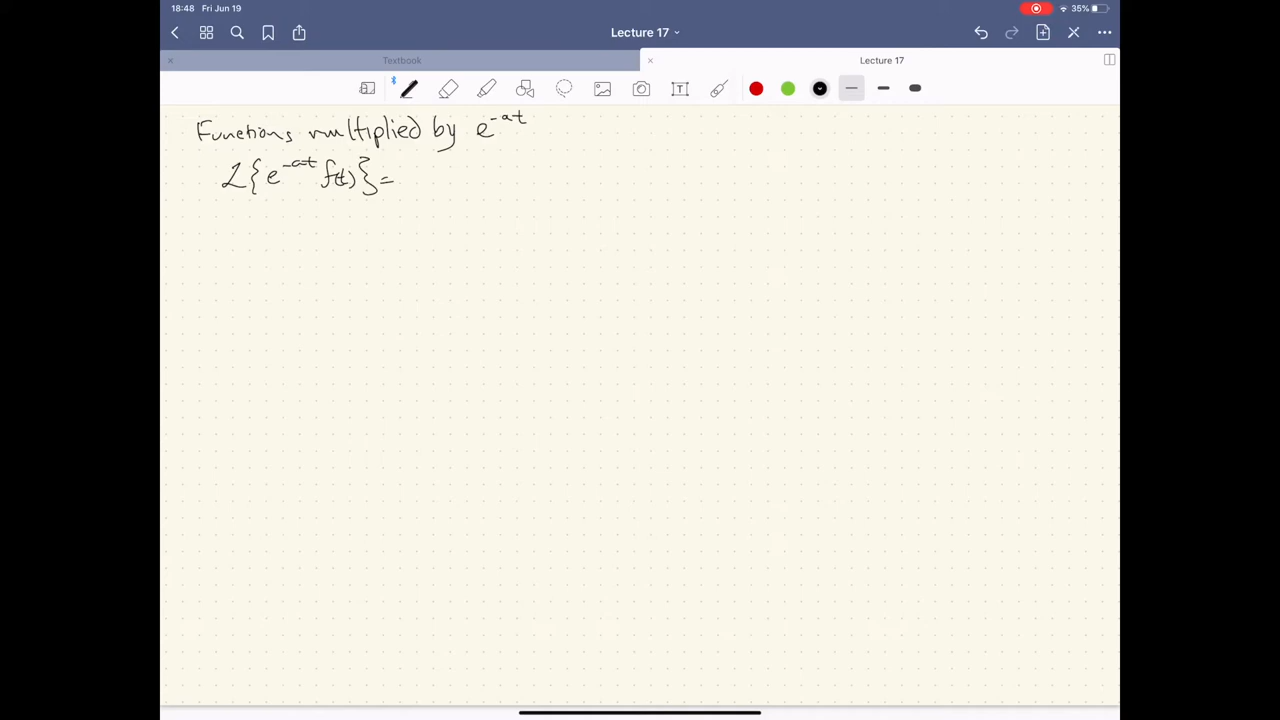 18:48 Fri Jun 19 35%
Lecture 17
Textbook Lecture 17
T
Functions multiplied by e^{-at}
ℒ{e^{-at} f(t)}=